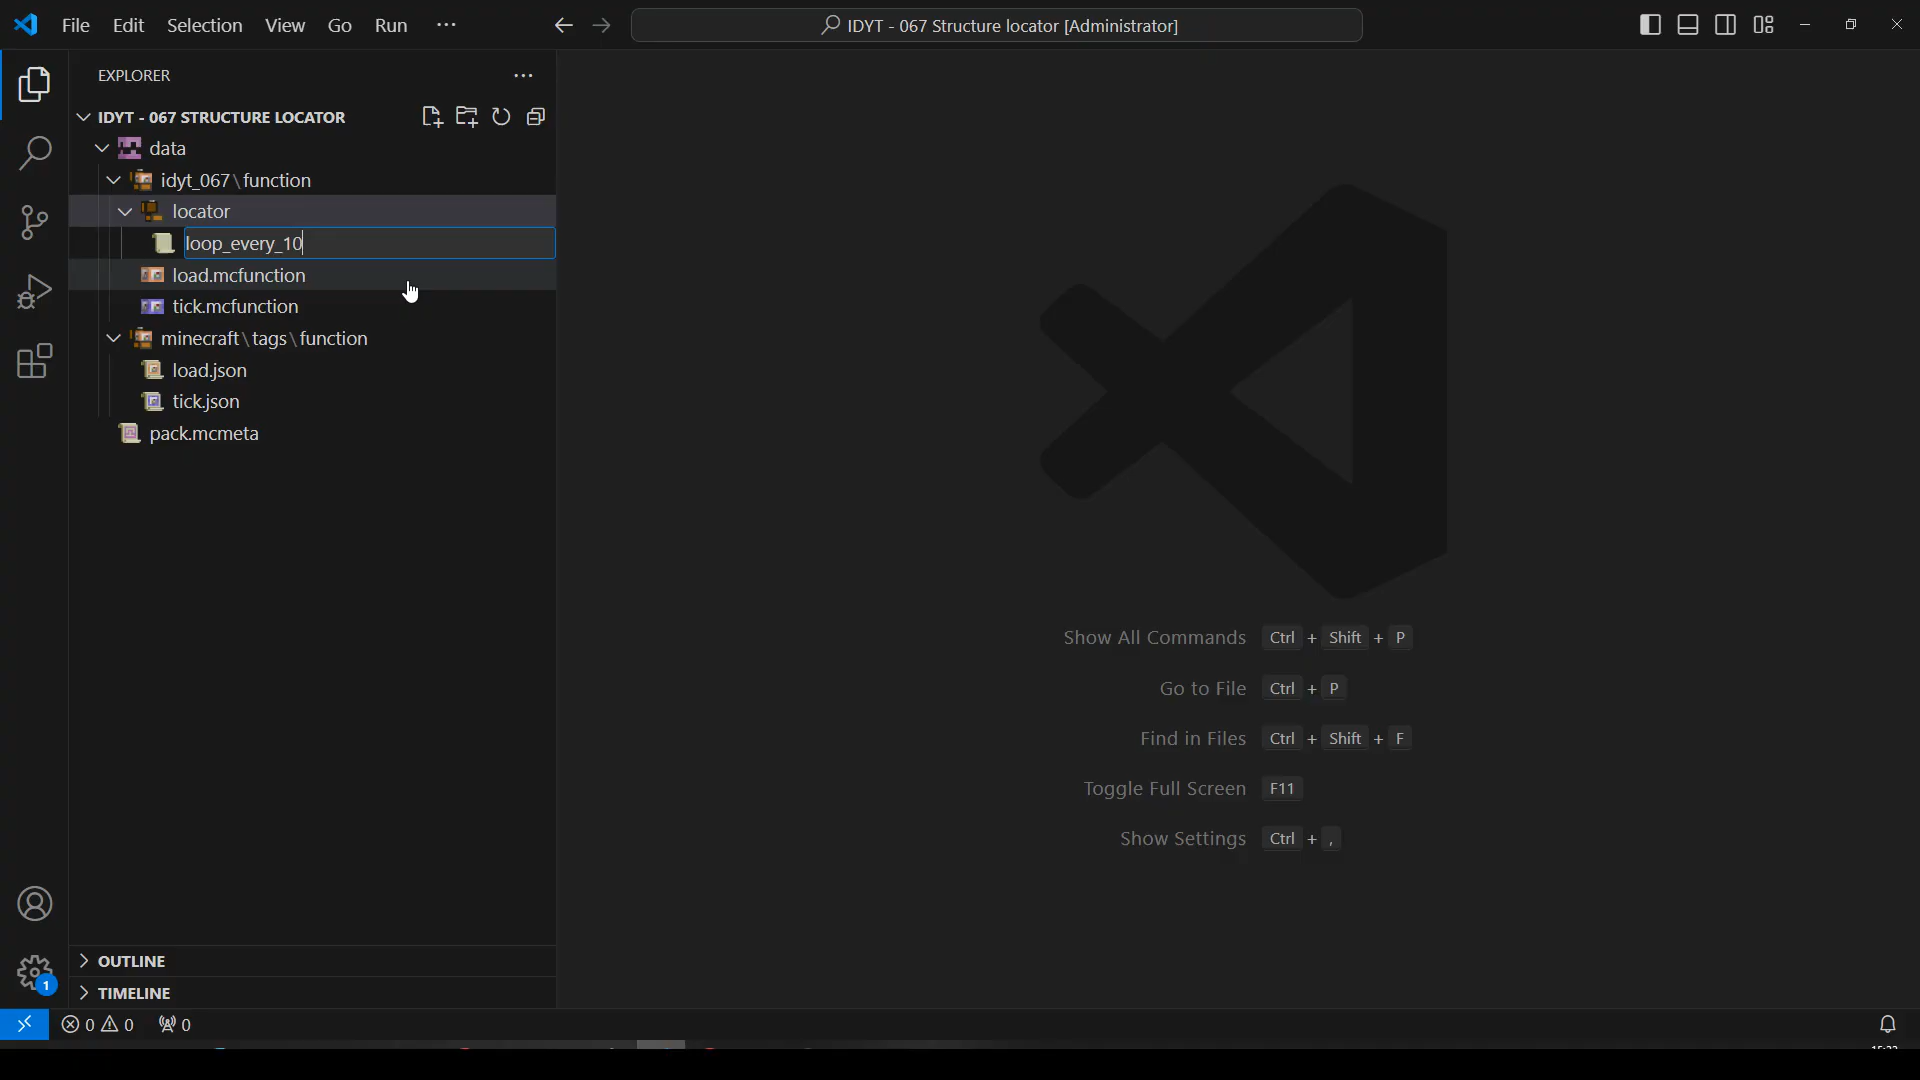 File Edit Selection View Go Run ··· IDYT - 067 Structure locator [Administrator]
EXPLORER ···
IDYT - 067 STRUCTURE LOCATOR
data
idyt_067\function
locator
loop_every_10
load.mcfunction
tick.mcfunction
minecraft\tags\function
load.json
tick.json
pack.mcmeta
Show All Commands Ctrl + Shift + P
Go to File Ctrl + P
Find in Files Ctrl + Shift + F
Toggle Full Screen F11
Show Settings Ctrl + ,
1
OUTLINE
TIMELINE
0 0 0